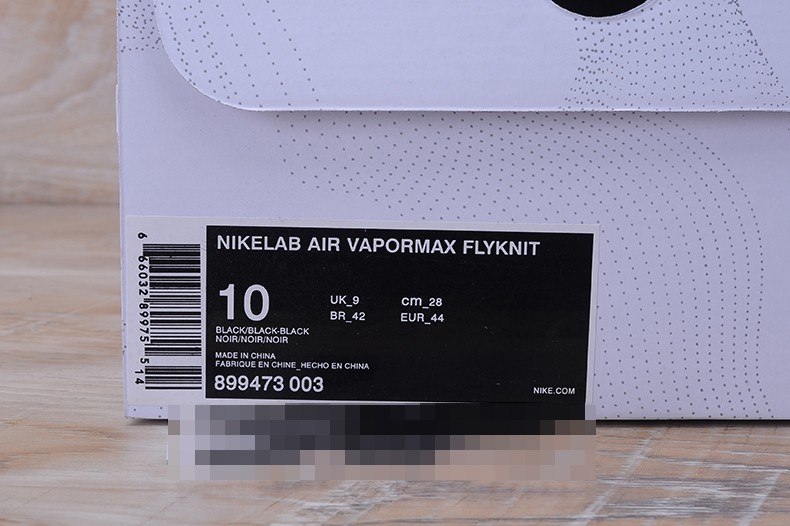 NIKELAB AIR VAPORMAX FLYKNIT
10
UK_9 cm_28
BR_42 EUR_44
BLACK/BLACK-BLACK
NOIR/NOIR/NOIR
MADE IN CHINA
FABRIQUE EN CHINE_HECHO EN CHINA
899473 003
NIKE.COM
6 66032 89975 5 14